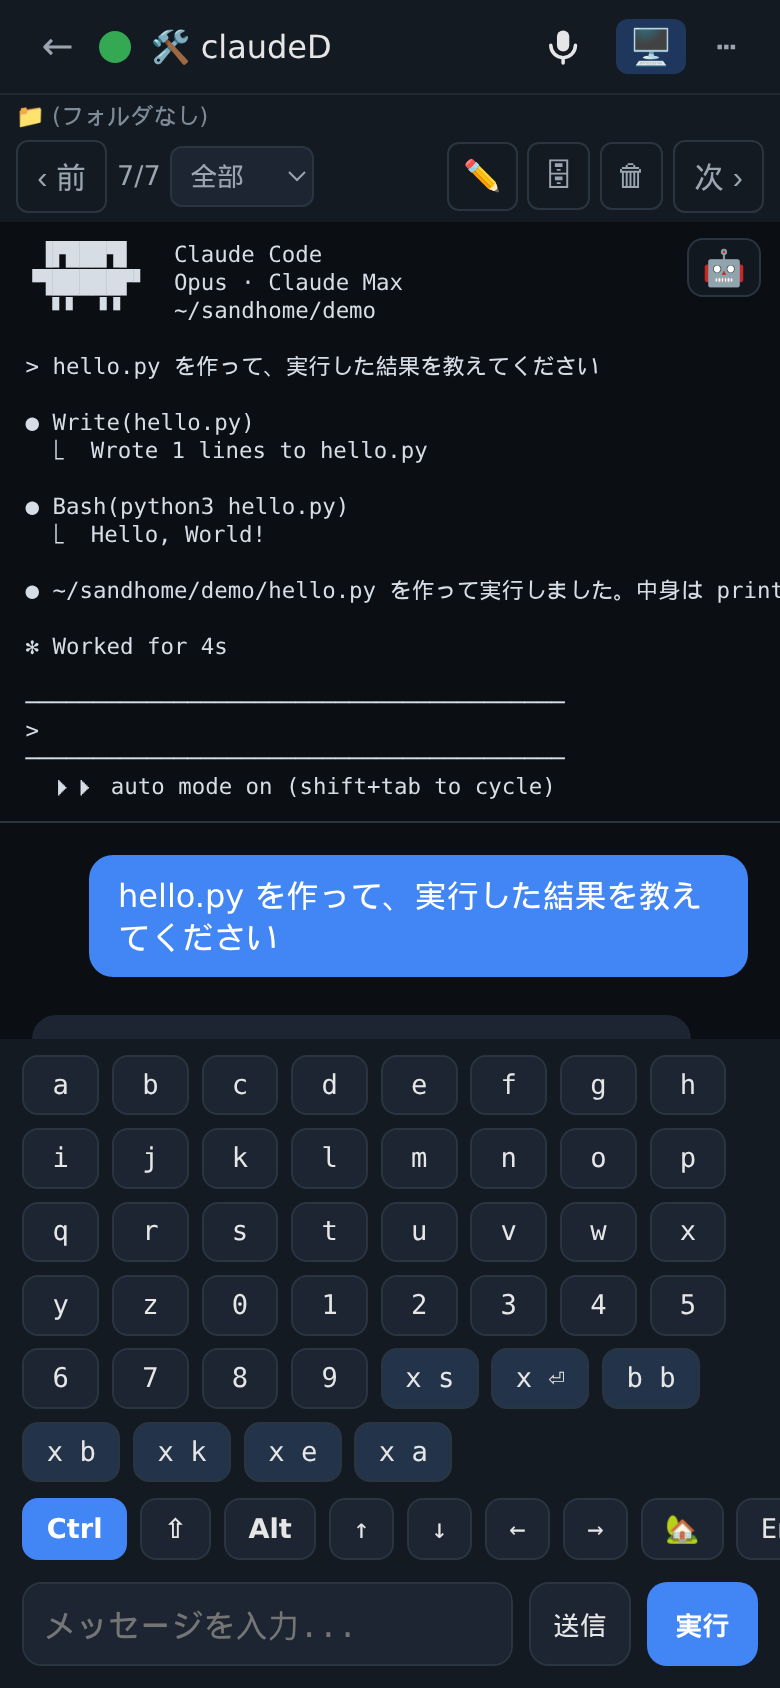 ← 🛠️ claudeD ⋯
📁 (フォルダなし)
‹ 前 7/7 全部 次 ›
Claude Code
Opus · Claude Max
~/sandhome/demo
> hello.py を作って、実行した結果を教えてください
● Write(hello.py)
⎿ Wrote 1 lines to hello.py
● Bash(python3 hello.py)
⎿ Hello, World!
● ~/sandhome/demo/hello.py を作って実行しました。中身は print
✻ Worked for 4s
>
⏵⏵ auto mode on (shift+tab to cycle)
hello.py を作って、実行した結果を教え
てください
a b c d e f g h
i j k l m n o p
q r s t u v w x
y z 0 1 2 3 4 5
6 7 8 9 x s x ⏎ b b
x b x k x e x a
Ctrl ⇧ Alt ↑ ↓ ← → 🏡
メッセージを入力... 送信 実行